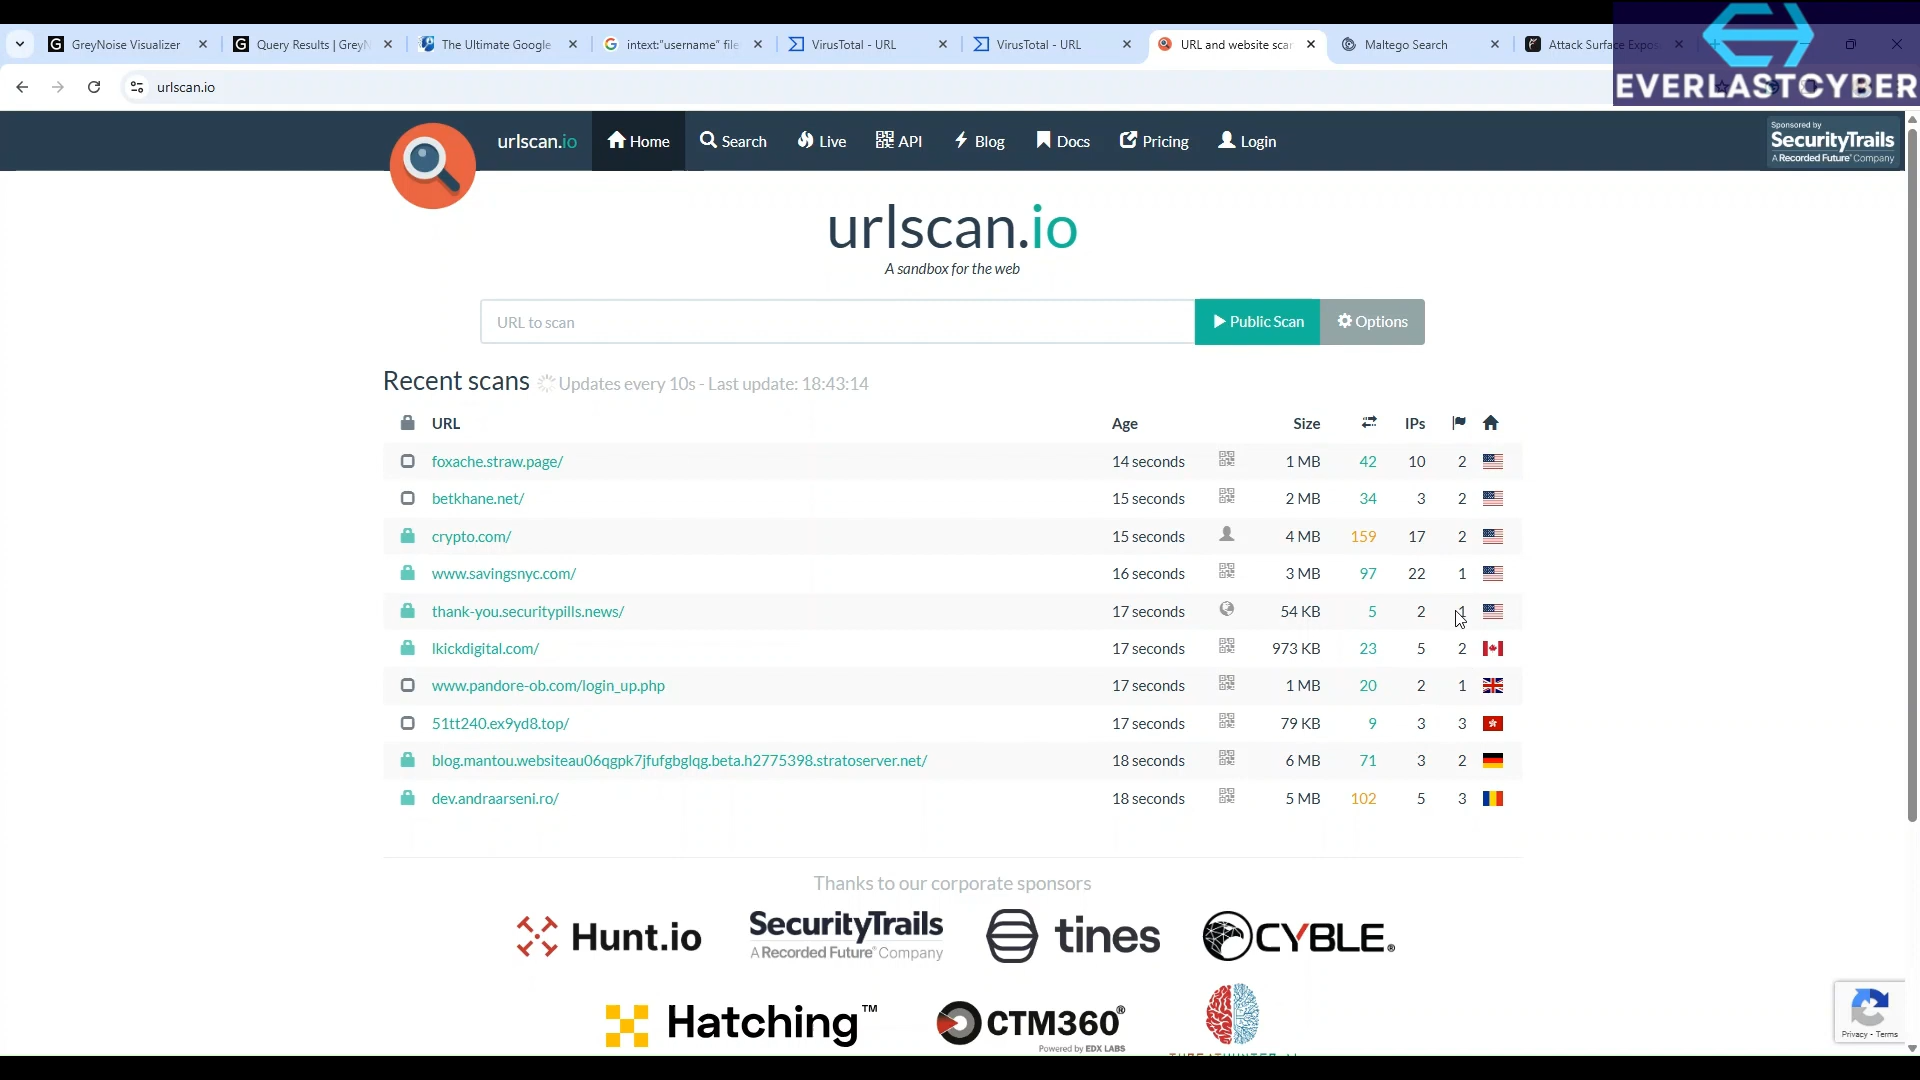 GreyNoise Visualizer
Query Results | GreyN
The Ultimate Google
intext:"username" file
VirusTotal - URL
VirusTotal - URL
URL and website scan
Maltego Search
Attack Surface Expos
EVERLASTCYBER
urlscan.io
urlscan.io
Home
Search
Live
API
Blog
Docs
Pricing
Login
Sponsored by
SecurityTrails
A Recorded Future® Company
urlscan.io
A sandbox for the web
URL to scan
Public Scan
Options
Recent scans Updates every 10s - Last update: 18:43:14
URL Age Size IPs
foxache.straw.page/ 14 seconds 1 MB 42 10 2
betkhane.net/ 15 seconds 2 MB 34 3 2
crypto.com/ 15 seconds 4 MB 159 17 2
www.savingsnyc.com/ 16 seconds 3 MB 97 22 1
thank-you.securitypills.news/ 17 seconds 54 KB 5 2 1
lkickdigital.com/ 17 seconds 973 KB 23 5 2
www.pandore-ob.com/login_up.php 17 seconds 1 MB 20 2 1
51tt240.ex9yd8.top/ 17 seconds 79 KB 9 3 3
blog.mantou.websiteau06qgpk7jfufgbglqg.beta.h2775398.stratoserver.net/ 18 seconds 6 MB 71 3 2
dev.andraarseni.ro/ 18 seconds 5 MB 102 5 3
Thanks to our corporate sponsors
Hunt.io
SecurityTrails
A Recorded Future® Company
tines
CYBLE®
Hatching™
CTM360®
Powered by EDX LABS
Privacy - Terms